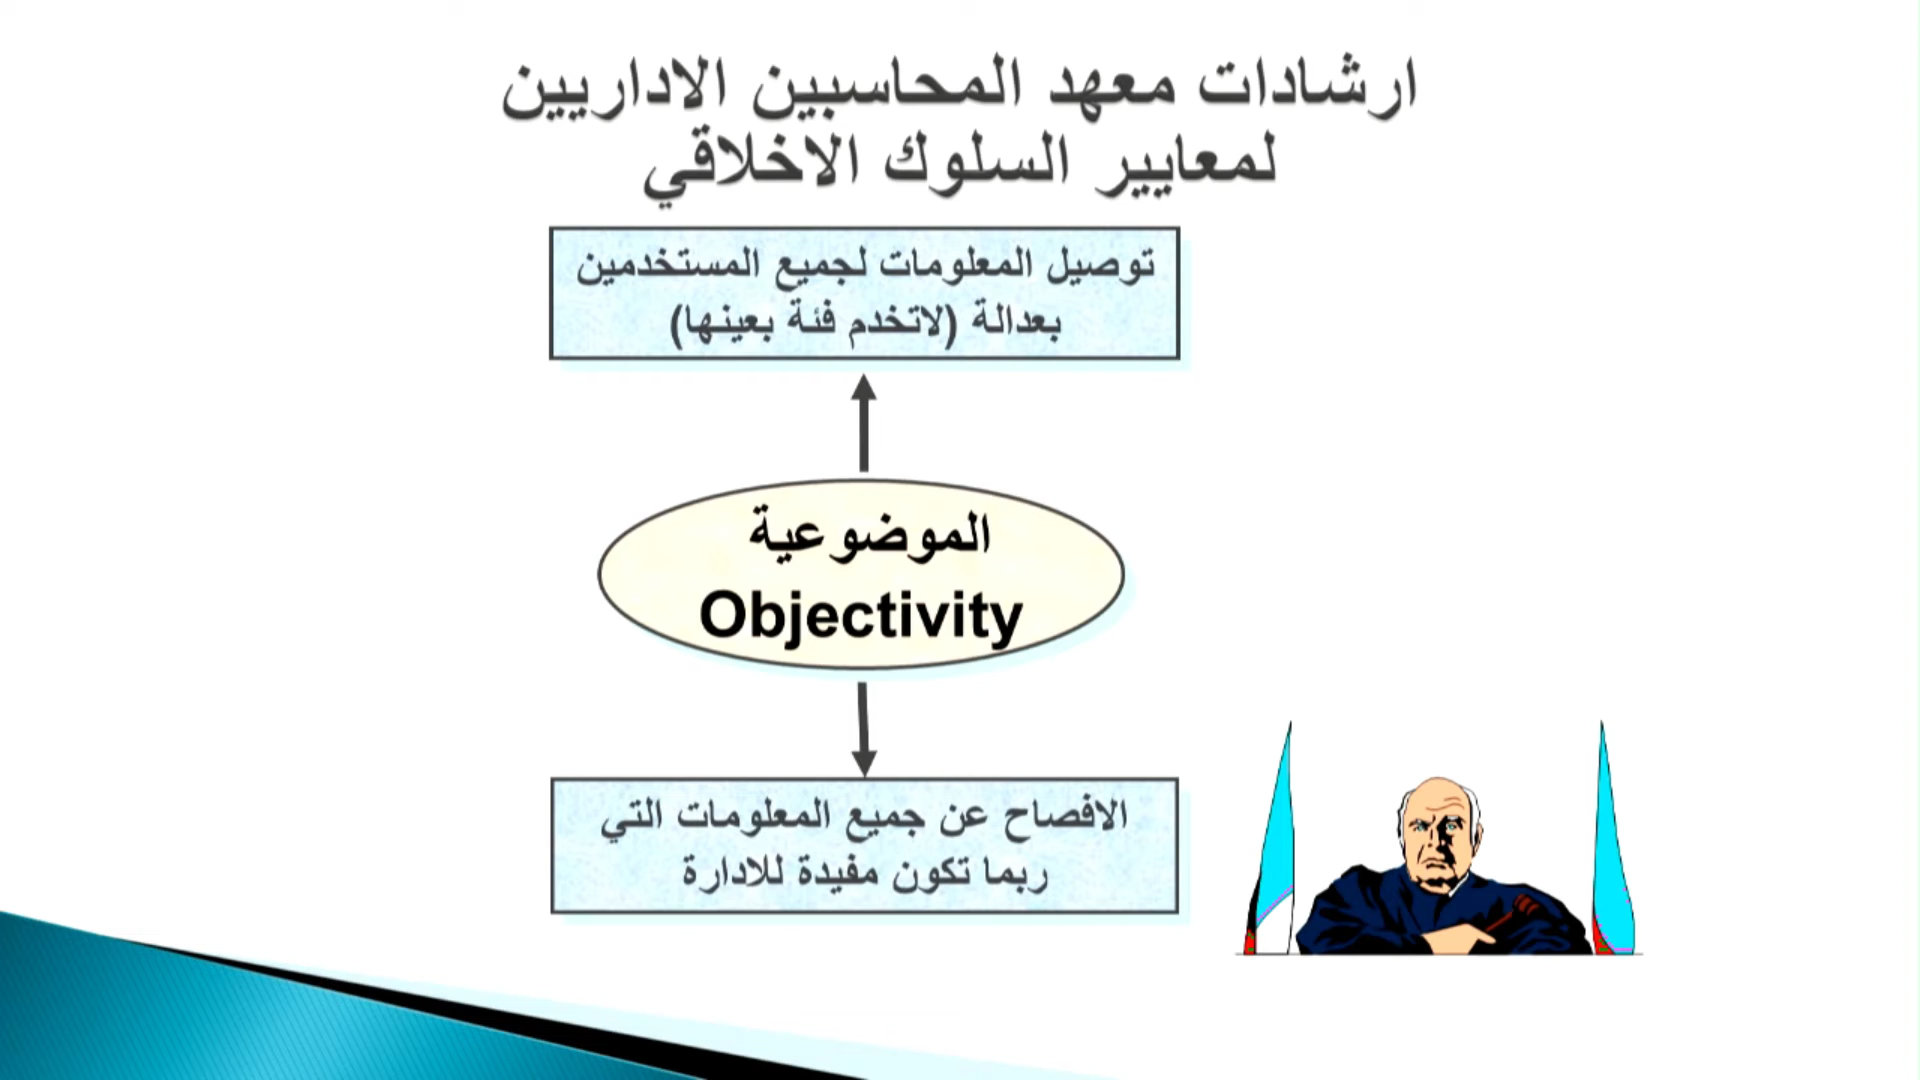 ارشادات معهد المحاسبين الاداريين
لمعايير السلوك الاخلاقي
توصيل المعلومات لجميع المستخدمين
بعدالة (لاتخدم فئة بعينها)
الموضوعية
Objectivity
الافصاح عن جميع المعلومات التي
ربما تكون مفيدة للادارة